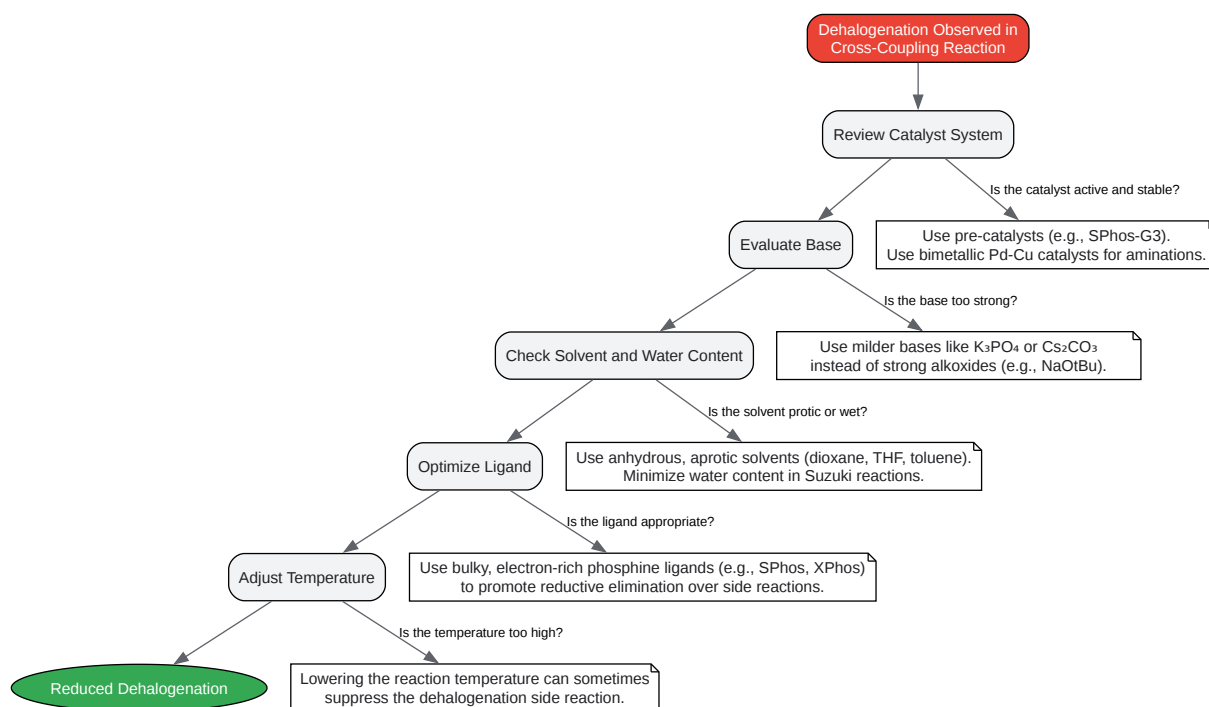 Dehalogenation Observed in
Cross-Coupling Reaction
Review Catalyst System
Is the catalyst active and stable?
Evaluate Base
Use pre-catalysts (e.g., SPhos-G3).
Use bimetallic Pd-Cu catalysts for aminations.
Is the base too strong?
Check Solvent and Water Content
Use milder bases like K₃PO₄ or Cs₂CO₃
instead of strong alkoxides (e.g., NaOtBu).
Is the solvent protic or wet?
Optimize Ligand
Use anhydrous, aprotic solvents (dioxane, THF, toluene).
Minimize water content in Suzuki reactions.
Is the ligand appropriate?
Adjust Temperature
Use bulky, electron-rich phosphine ligands (e.g., SPhos, XPhos)
to promote reductive elimination over side reactions.
Is the temperature too high?
Reduced Dehalogenation
Lowering the reaction temperature can sometimes
suppress the dehalogenation side reaction.